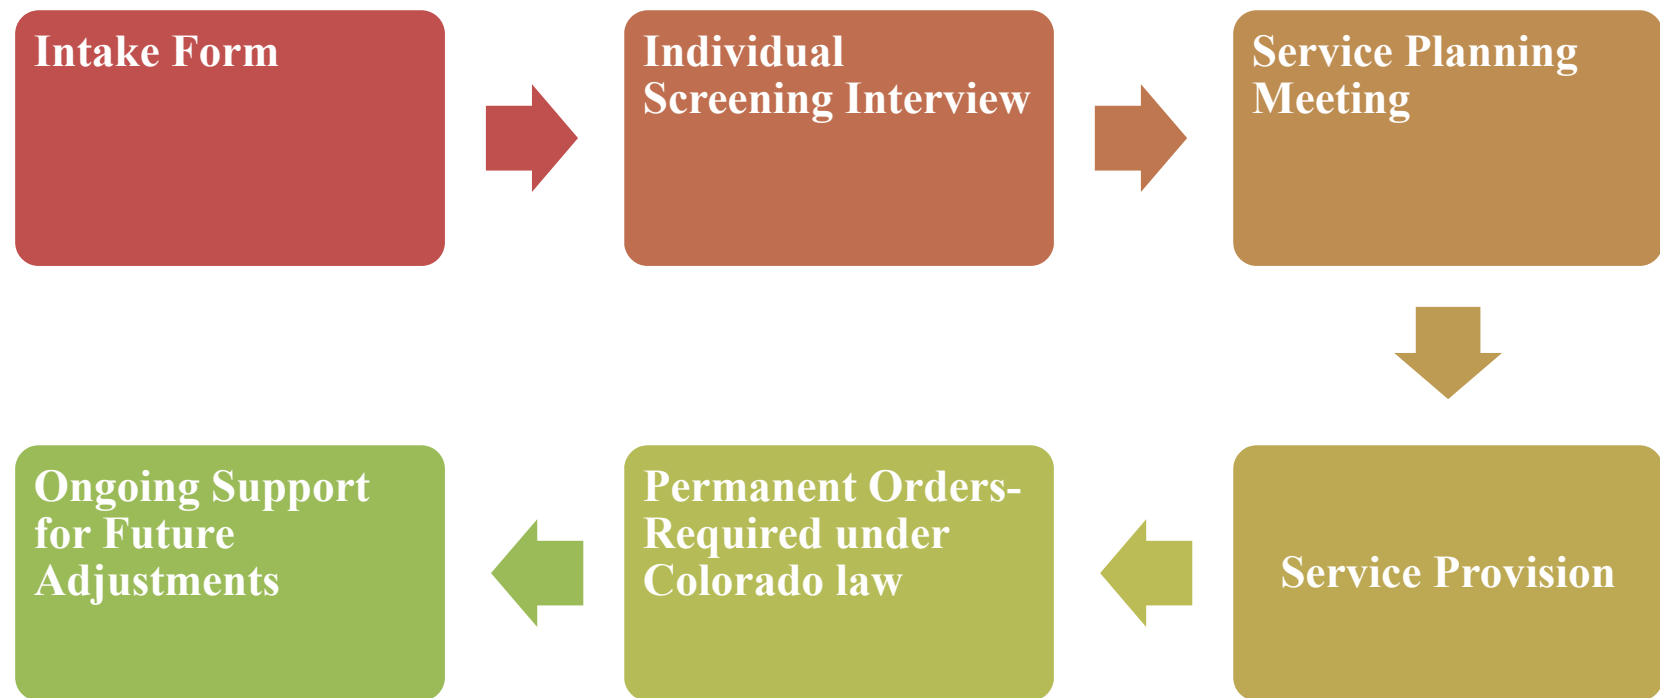 Intake Form
Individual
Screening Interview
Service Planning
Meeting
Service Provision
Permanent Orders-
Required under
Colorado law
Ongoing Support
for Future
Adjustments